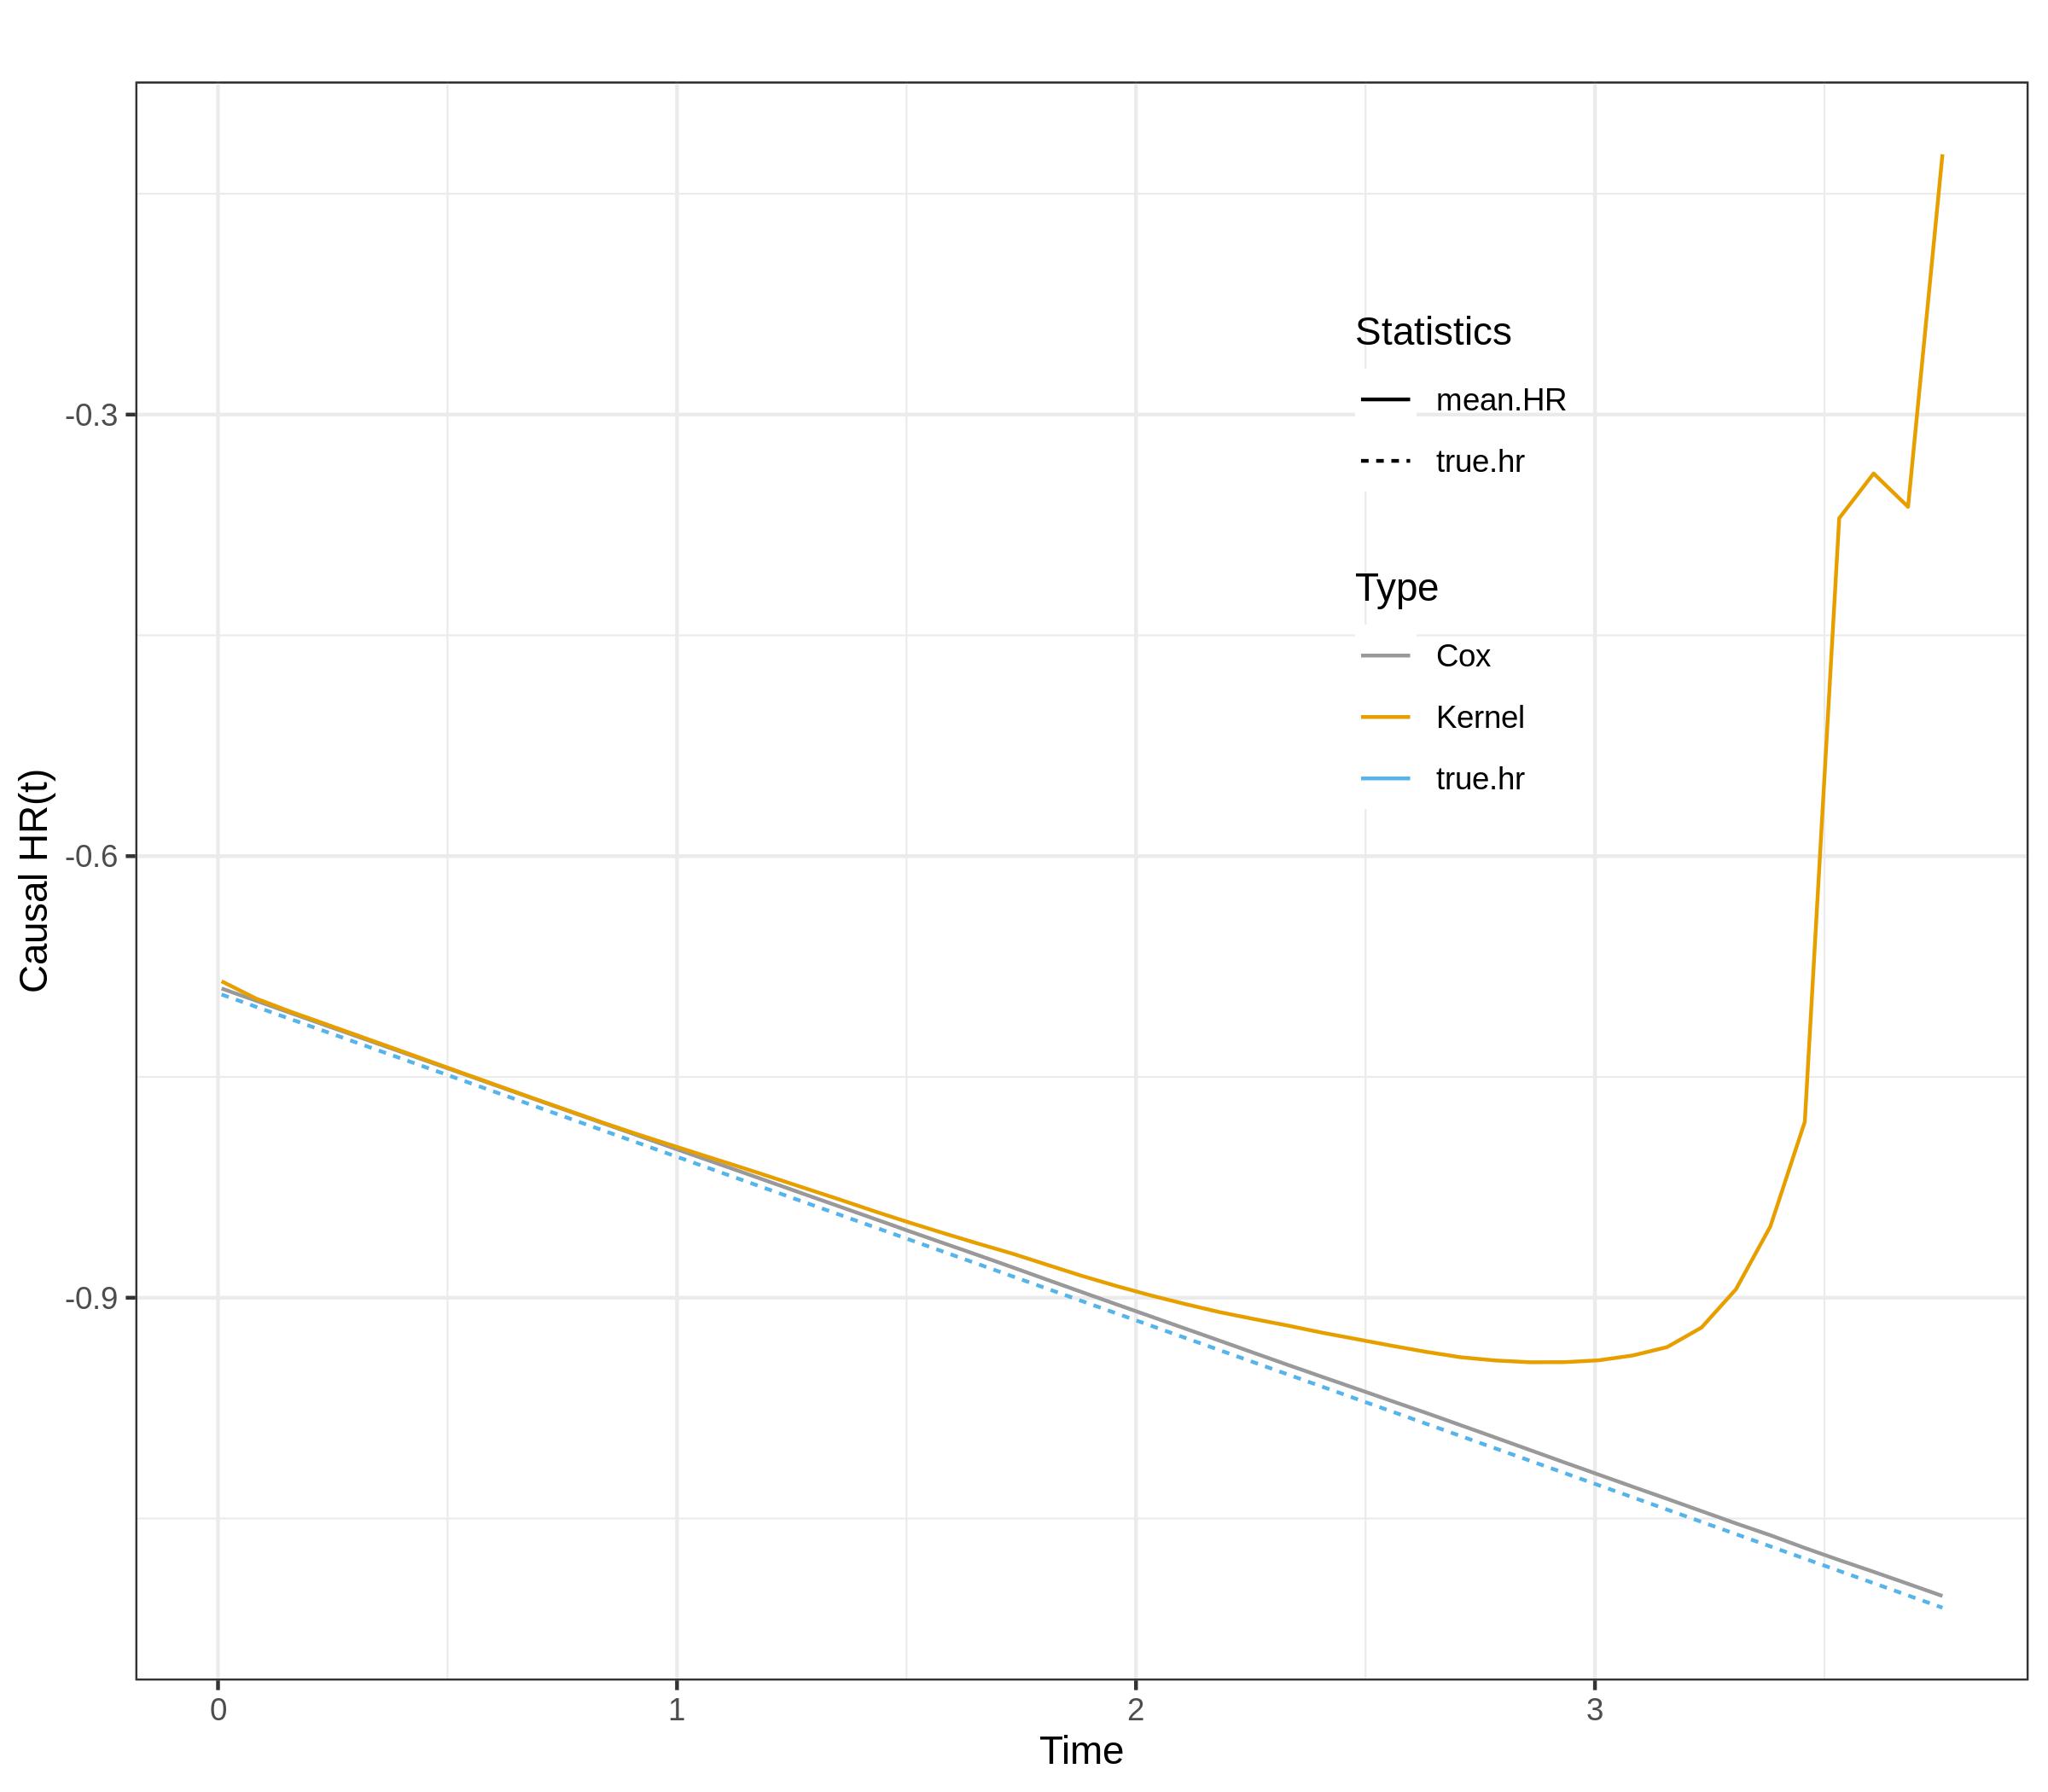 Statistics
mean.HR
true.hr
Type
Cox
Kernel
true.hr
Causal HR(t)
-0.3
-0.6
-0.9
0 1 2 3
Time